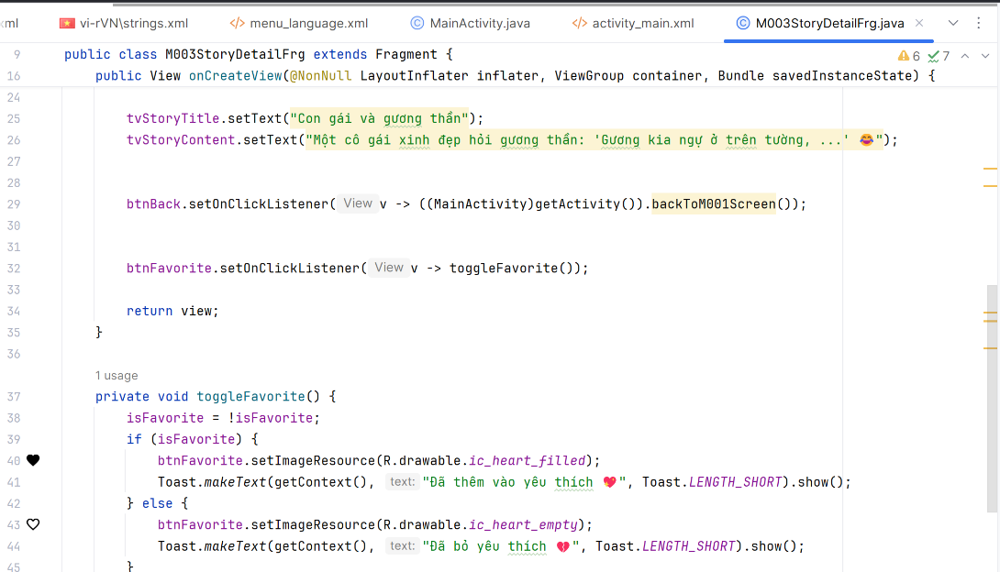 xml vi-rVN\strings.xml </> menu_language.xml © MainActivity.java </> activity_main.xml © M003StoryDetailFrg.java ×
9 public class M003StoryDetailFrg extends Fragment { 6 7
16 public View onCreateView(@NonNull LayoutInflater inflater, ViewGroup container, Bundle savedInstanceState) {
24
25 tvStoryTitle.setText("Con gái và gương thần");
26 tvStoryContent.setText("Một cô gái xinh đẹp hỏi gương thần: 'Gương kia ngự ở trên tường, ...' 😂");
27
28
29 btnBack.setOnClickListener( View v -> ((MainActivity)getActivity()).backToM001Screen());
30
31
32 btnFavorite.setOnClickListener( View v -> toggleFavorite());
33
34 return view;
35 }
36
1 usage
37 private void toggleFavorite() {
38 isFavorite = !isFavorite;
39 if (isFavorite) {
40 btnFavorite.setImageResource(R.drawable.ic_heart_filled);
41 Toast.makeText(getContext(), text: "Đã thêm vào yêu thích 💖", Toast.LENGTH_SHORT).show();
42 } else {
43 btnFavorite.setImageResource(R.drawable.ic_heart_empty);
44 Toast.makeText(getContext(), text: "Đã bỏ yêu thích 💔", Toast.LENGTH_SHORT).show();
45 }